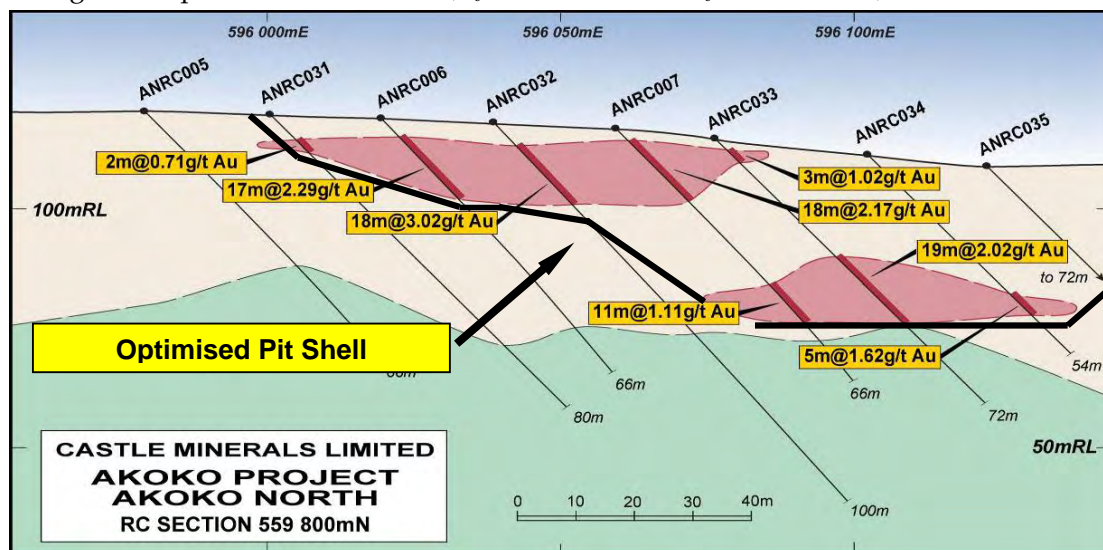 596 000mE
596 050mE
596 100mE
ANRC005
ANRC031
ANRC006
ANRC032
ANRC007
ANRC033
ANRC034
ANRC035
2m@0.71g/t Au
17m@2.29g/t Au
18m@3.02g/t Au
3m@1.02g/t Au
18m@2.17g/t Au
100mRL
19m@2.02g/t Au
to 72m
11m@1.11g/t Au
Optimised Pit Shell
5m@1.62g/t Au
54m
66m
66m
72m
80m
50mRL
CASTLE MINERALS LIMITED
AKOKO PROJECT
AKOKO NORTH
RC SECTION 559 800mN
0 10 20 30 40m
100m